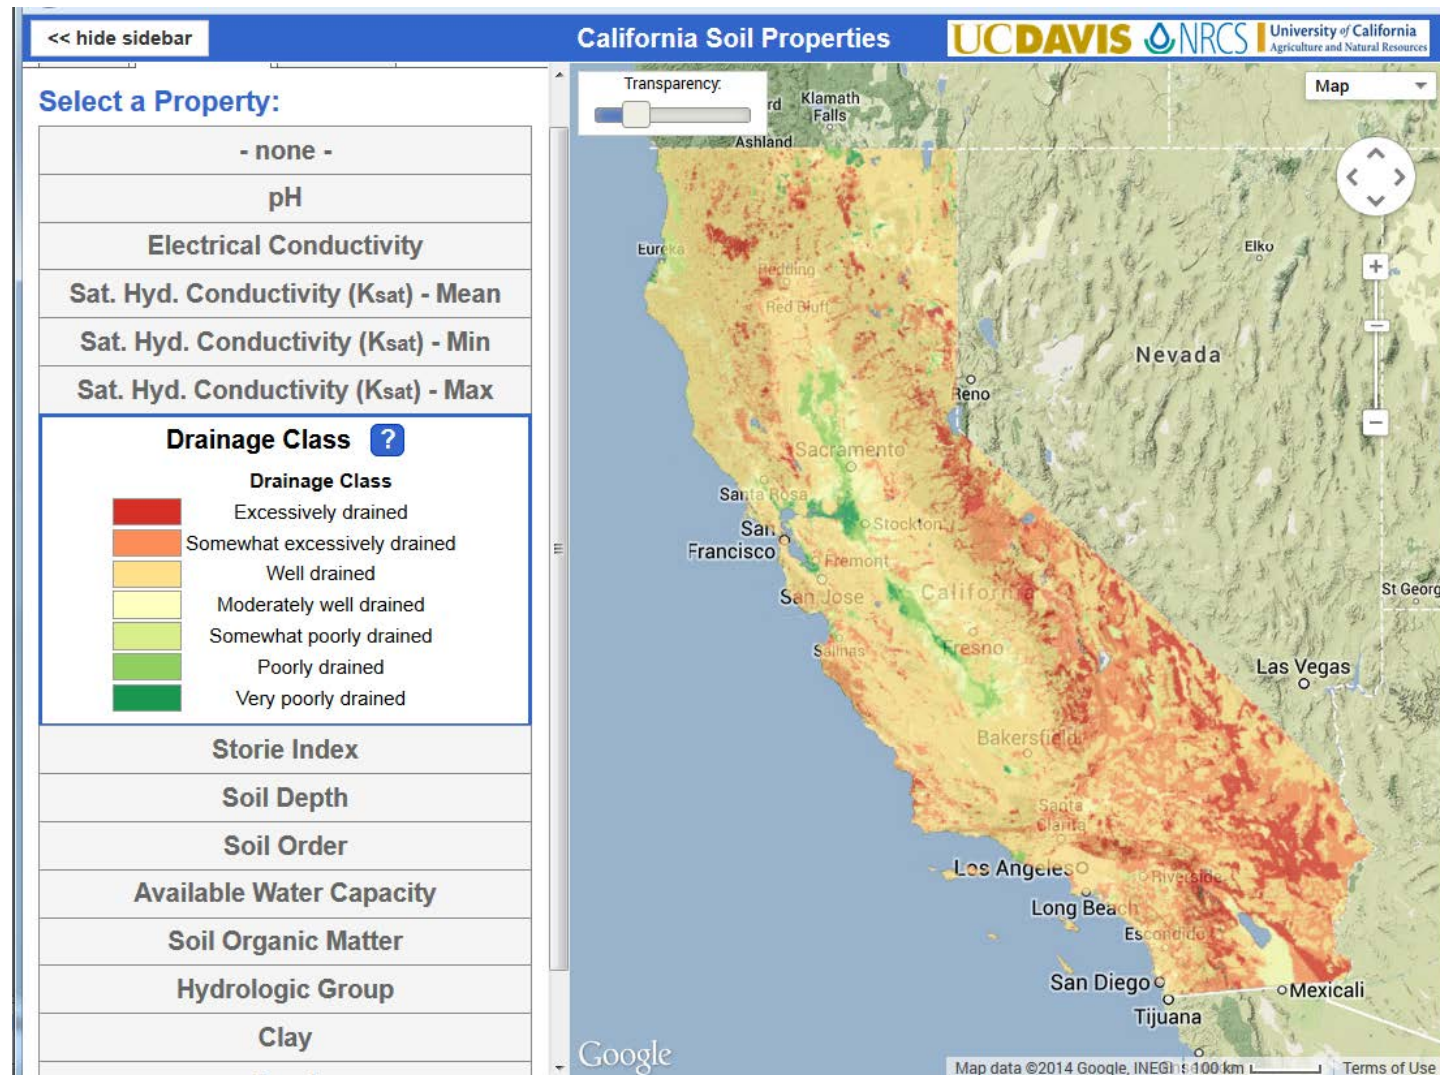 << hide sidebar
California Soil Properties
UCDAVIS
NRCS
University of California
Agriculture and Natural Resources
Select a Property:
- none -
pH
Electrical Conductivity
Sat. Hyd. Conductivity (Ksat) - Mean
Sat. Hyd. Conductivity (Ksat) - Min
Sat. Hyd. Conductivity (Ksat) - Max
Drainage Class ?
Drainage Class
Excessively drained
Somewhat excessively drained
Well drained
Moderately well drained
Somewhat poorly drained
Poorly drained
Very poorly drained
Storie Index
Soil Depth
Soil Order
Available Water Capacity
Soil Organic Matter
Hydrologic Group
Clay
Transparency:
Map
Klamath
Falls
Ashland
Eureka
Redding
Red Bluff
Elko
Nevada
Reno
Sacramento
Santa Rosa
Stockton
San
Francisco
Fremont
San Jose
California
St Georg
Salinas
Fresno
Las Vegas
Bakersfield
Santa
Clarita
Los Angeles
Riverside
Long Beach
Escondido
San Diego
Mexicali
Tijuana
Google
Map data ©2014 Google, INEGI
100 km
Terms of Use